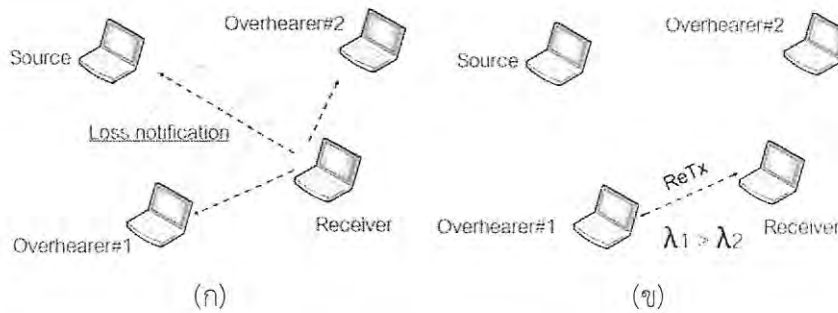 Overhearer#2
Source
Loss notification
Overhearer#1
Receiver
(ก)
Overhearer#2
Source
ReTx
Overhearer#1
λ1 > λ2
Receiver
(ข)